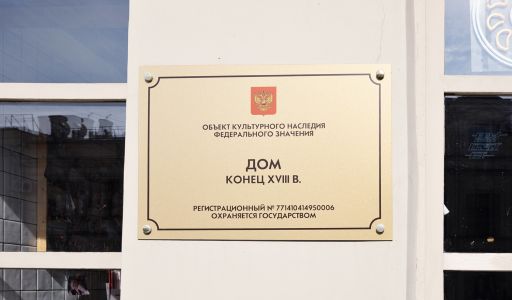 ОБЪЕКТ КУЛЬТУРНОГО НАСЛЕДИЯ
ФЕДЕРАЛЬНОГО ЗНАЧЕНИЯ
ДОМ
КОНЕЦ XVIII В.
РЕГИСТРАЦИОННЫЙ № 771410414950006
ОХРАНЯЕТСЯ ГОСУДАРСТВОМ